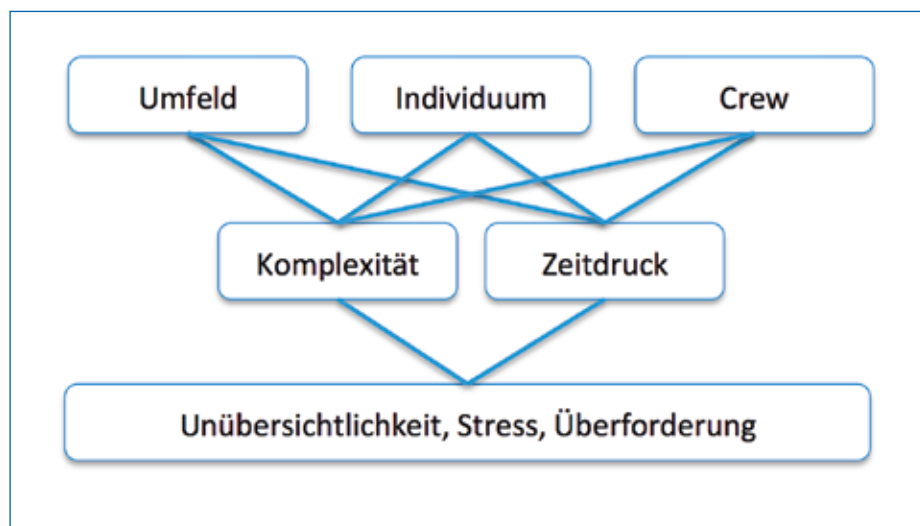 Umfeld
Individuum
Crew
Komplexität
Zeitdruck
Unübersichtlichkeit, Stress, Überforderung